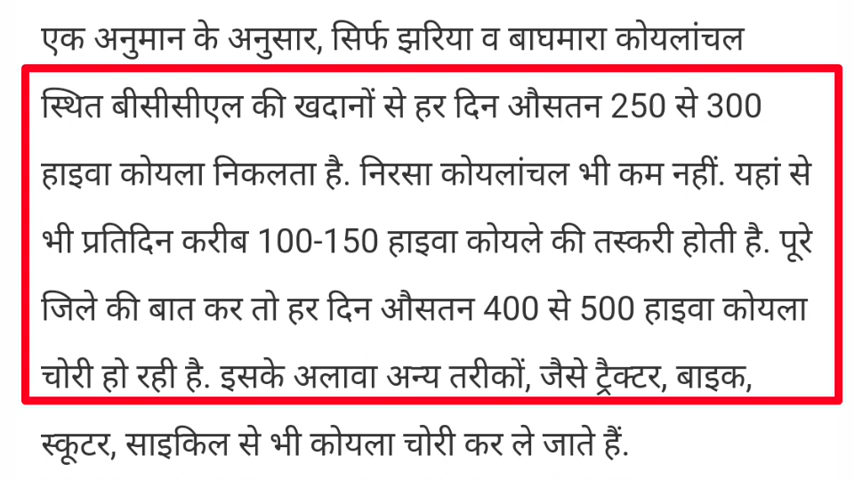 एक अनुमान के अनुसार, सिर्फ झरिया व बाघमारा कोयलांचल
स्थित बीसीसीएल की खदानों से हर दिन औसतन 250 से 300
हाइवा कोयला निकलता है. निरसा कोयलांचल भी कम नहीं. यहां से
भी प्रतिदिन करीब 100-150 हाइवा कोयले की तस्करी होती है. पूरे
जिले की बात कर तो हर दिन औसतन 400 से 500 हाइवा कोयला
चोरी हो रही है. इसके अलावा अन्य तरीकों, जैसे ट्रैक्टर, बाइक,
स्कूटर, साइकिल से भी कोयला चोरी कर ले जाते हैं.